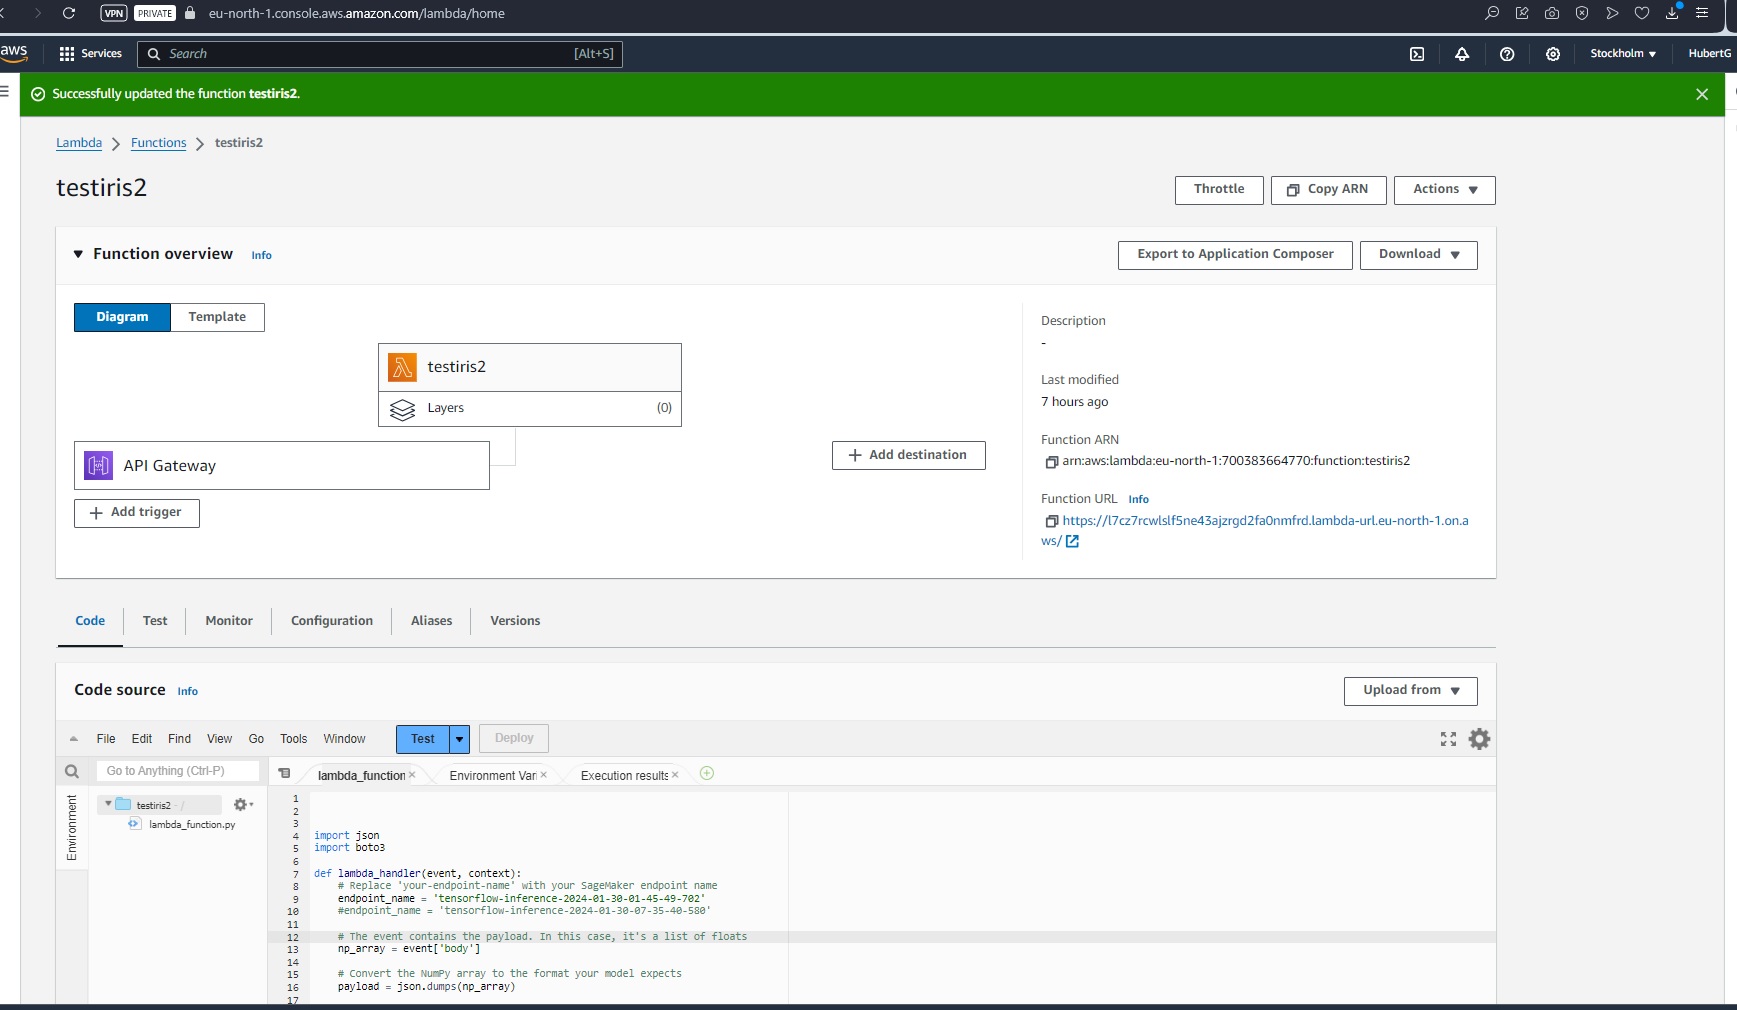 VPN PRIVATE eu-north-1.console.aws.amazon.com/lambda/home
aws Services Search [Alt+S] Stockholm ▼ HubertG
Successfully updated the function testiris2.
Lambda > Functions > testiris2
testiris2
Throttle Copy ARN Actions ▼
▼ Function overview Info
Export to Application Composer Download ▼
Diagram Template
testiris2
Layers (0)
API Gateway
+ Add trigger
+ Add destination
Description
-
Last modified
7 hours ago
Function ARN
arn:aws:lambda:eu-north-1:700383664770:function:testiris2
Function URL Info
https://l7cz7rcwlslf5ne43ajzrgd2fa0nmfrd.lambda-url.eu-north-1.on.a
ws/
Code Test Monitor Configuration Aliases Versions
Code source Info
Upload from ▼
File Edit Find View Go Tools Window Test Deploy
Go to Anything (Ctrl-P)
lambda_function × Environment Vari × Execution results ×
Environment
testiris2 - /
lambda_function.py
1
2
3
4 import json
5 import boto3
6
7 def lambda_handler(event, context):
8 # Replace 'your-endpoint-name' with your SageMaker endpoint name
9 endpoint_name = 'tensorflow-inference-2024-01-30-01-45-49-702'
10 #endpoint_name = 'tensorflow-inference-2024-01-30-07-35-40-580'
11
12 # The event contains the payload. In this case, it's a list of floats
13 np_array = event['body']
14
15 # Convert the NumPy array to the format your model expects
16 payload = json.dumps(np_array)
17